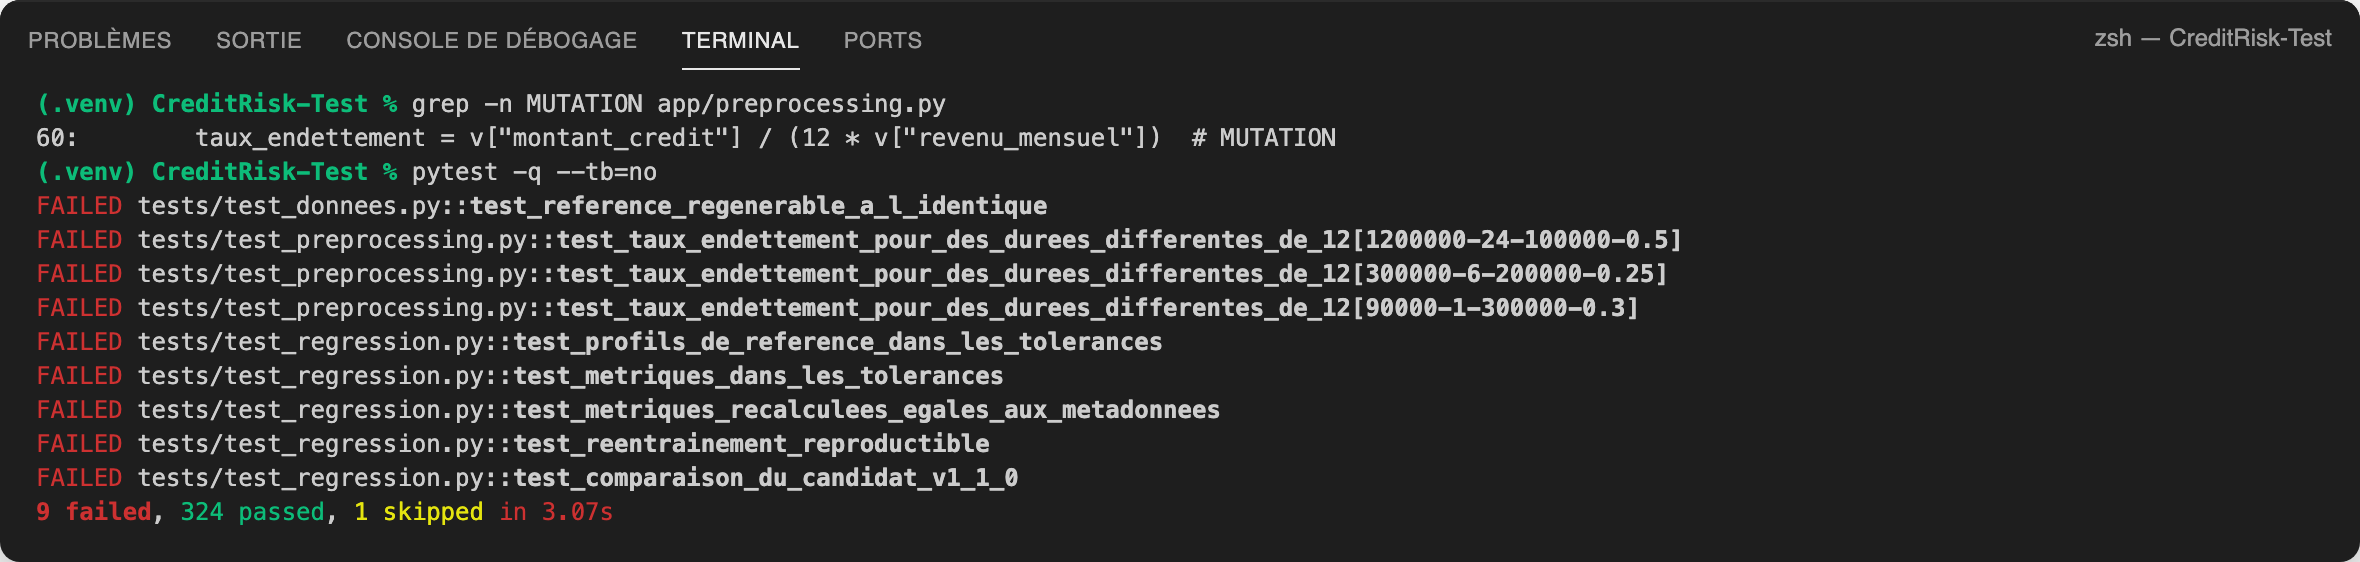 PROBLÈMES SORTIE CONSOLE DE DÉBOGAGE TERMINAL PORTS zsh — CreditRisk-Test
(.venv) CreditRisk-Test % grep -n MUTATION app/preprocessing.py
60:        taux_endettement = v["montant_credit"] / (12 * v["revenu_mensuel"])  # MUTATION
(.venv) CreditRisk-Test % pytest -q --tb=no
FAILED tests/test_donnees.py::test_reference_regenerable_a_l_identique
FAILED tests/test_preprocessing.py::test_taux_endettement_pour_des_durees_differentes_de_12[1200000-24-100000-0.5]
FAILED tests/test_preprocessing.py::test_taux_endettement_pour_des_durees_differentes_de_12[300000-6-200000-0.25]
FAILED tests/test_preprocessing.py::test_taux_endettement_pour_des_durees_differentes_de_12[90000-1-300000-0.3]
FAILED tests/test_regression.py::test_profils_de_reference_dans_les_tolerances
FAILED tests/test_regression.py::test_metriques_dans_les_tolerances
FAILED tests/test_regression.py::test_metriques_recalculees_egales_aux_metadonnees
FAILED tests/test_regression.py::test_reentrainement_reproductible
FAILED tests/test_regression.py::test_comparaison_du_candidat_v1_1_0
9 failed, 324 passed, 1 skipped in 3.07s